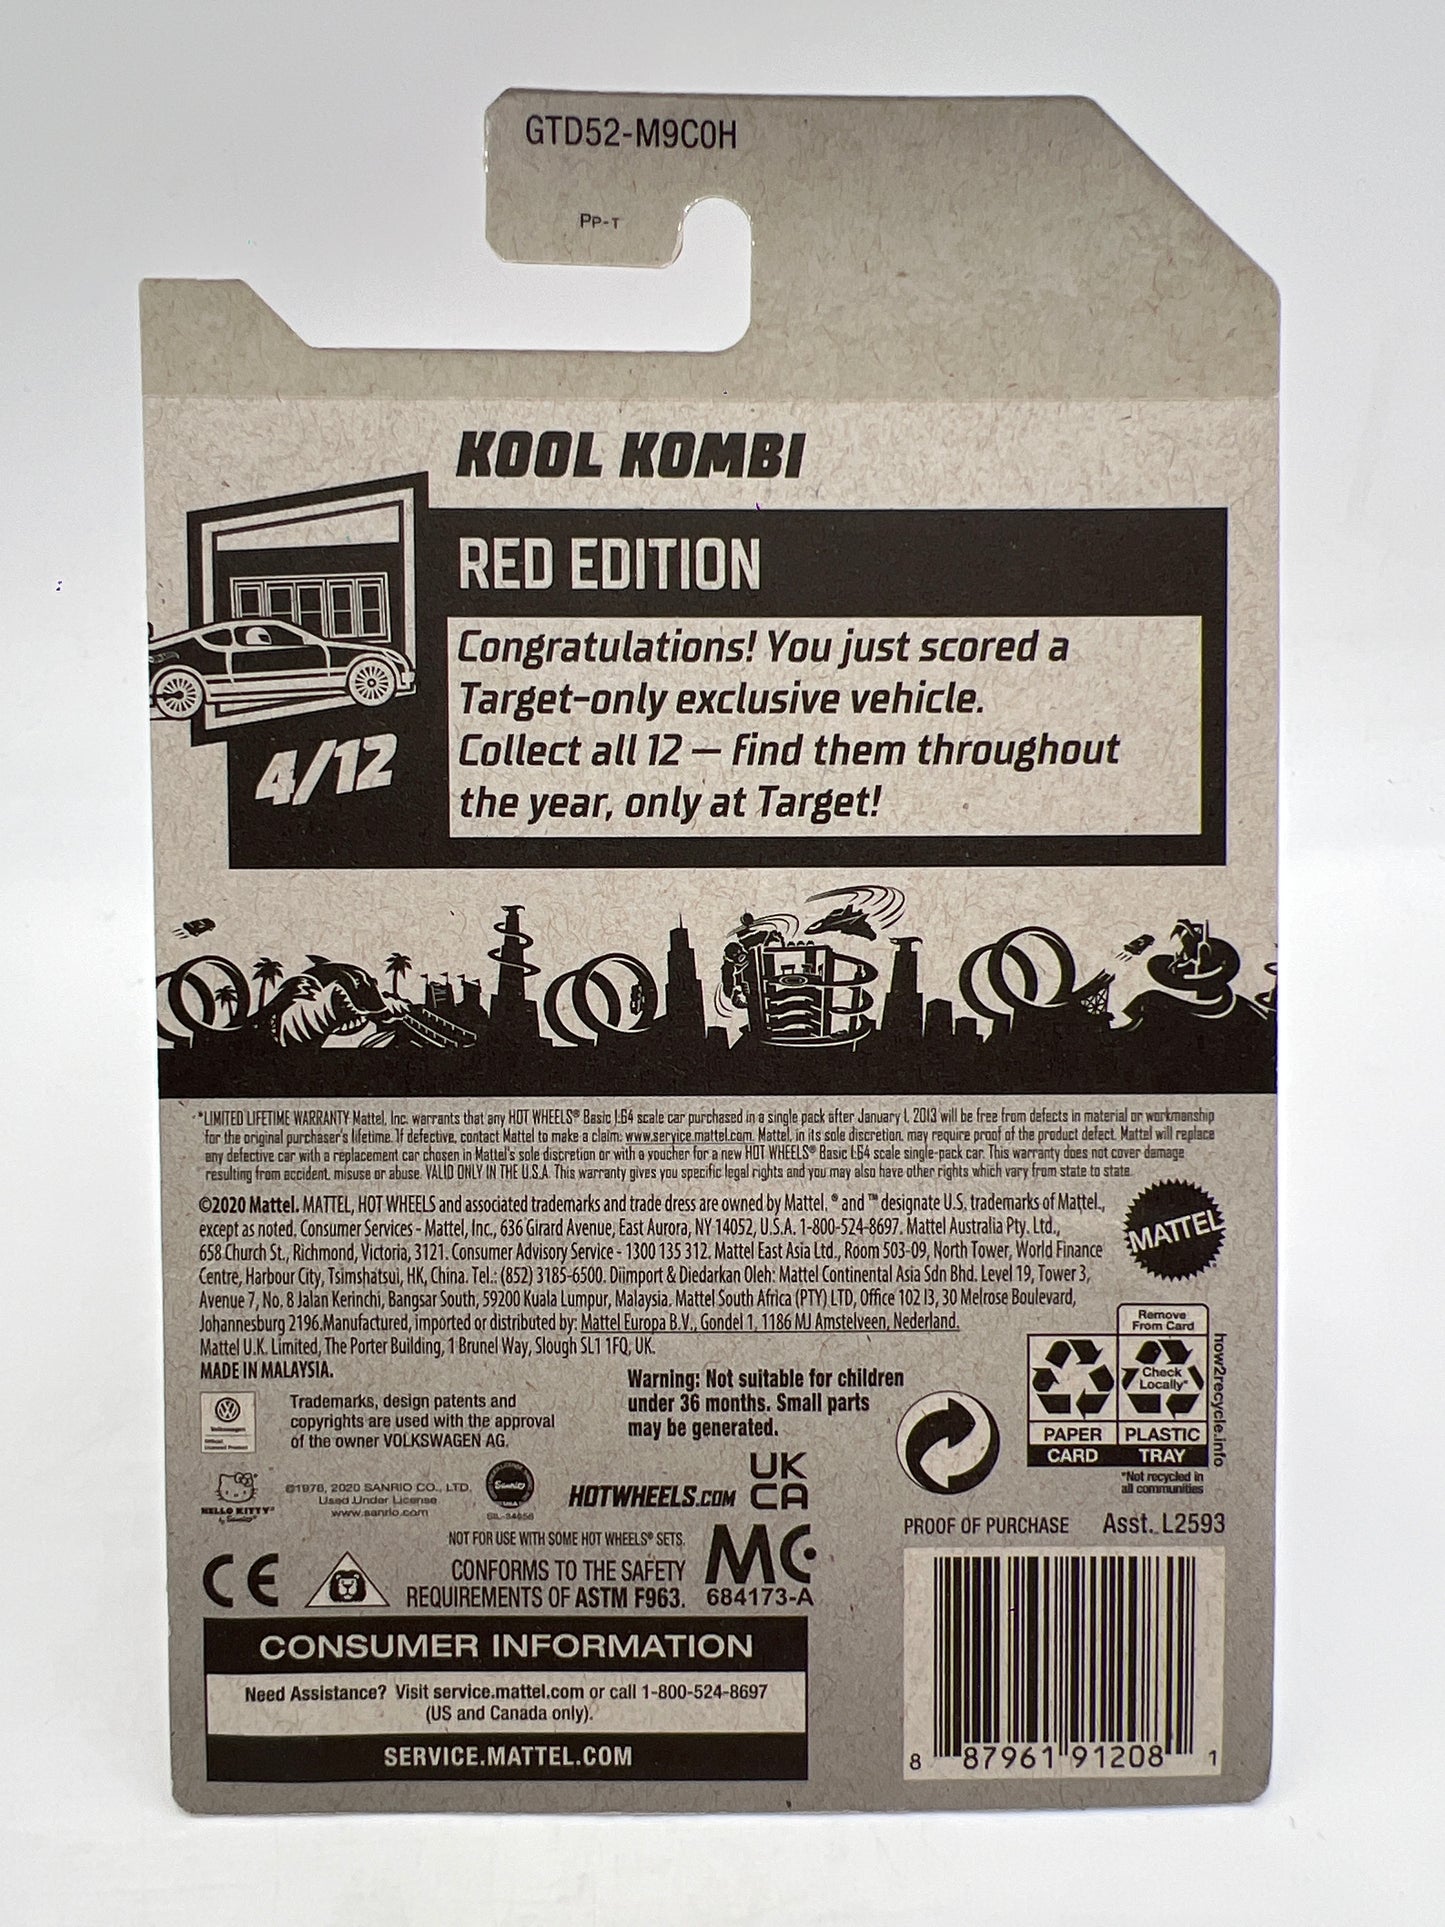 GTD52-M9C0H
PP-T
KOOL KOMBI
RED EDITION
Congratulations! You just scored a
Target-only exclusive vehicle.
Collect all 12 — find them throughout
the year, only at Target!
4/12
*LIMITED LIFETIME WARRANTY Mattel, Inc. warrants that any HOT WHEELS® Basic 1:64 scale car purchased in a single pack after January 1, 2013 will be free from defects in material or workmanship
for the original purchaser's lifetime. If defective, contact Mattel to make a claim: www.service.mattel.com. Mattel, in its sole discretion, may require proof of the product defect. Mattel will replace
any defective car with a replacement car chosen in Mattel's sole discretion or with a voucher for a new HOT WHEELS® Basic 1:64 scale single-pack car. This warranty does not cover damage
resulting from accident, misuse or abuse. VALID ONLY IN THE U.S.A. This warranty gives you specific legal rights and you may also have other rights which vary from state to state.
©2020 Mattel. MATTEL, HOT WHEELS and associated trademarks and trade dress are owned by Mattel. ® and ™ designate U.S. trademarks of Mattel,
except as noted. Consumer Services - Mattel, Inc., 636 Girard Avenue, East Aurora, NY 14052, U.S.A. 1-800-524-8697. Mattel Australia Pty. Ltd.,
658 Church St., Richmond, Victoria, 3121. Consumer Advisory Service - 1300 135 312. Mattel East Asia Ltd., Room 503-09, North Tower, World Finance
Centre, Harbour City, Tsimshatsui, HK, China. Tel.: (852) 3185-6500. Diimport & Diedarkan Oleh: Mattel Continental Asia Sdn Bhd. Level 19, Tower 3,
Avenue 7, No. 8 Jalan Kerinchi, Bangsar South, 59200 Kuala Lumpur, Malaysia. Mattel South Africa (PTY) LTD, Office 102 I3, 30 Melrose Boulevard,
Johannesburg 2196.Manufactured, imported or distributed by: Mattel Europa B.V., Gondel 1, 1186 MJ Amstelveen, Nederland.
Mattel U.K. Limited, The Porter Building, 1 Brunel Way, Slough SL1 1FQ, UK.
MADE IN MALAYSIA.
MATTEL
Remove
From Card
Check
Locally*
PAPER
CARD
PLASTIC
TRAY
how2recycle.info
*Not recycled in
all communities
Warning: Not suitable for children
under 36 months. Small parts
may be generated.
Volkswagen
Official
Licensed Product
Trademarks, design patents and
copyrights are used with the approval
of the owner VOLKSWAGEN AG.
HELLO KITTY®
by Sanrio®
©1976, 2020 SANRIO CO., LTD.
Used Under License
www.sanrio.com
Sanrio
SIL-34656
HOTWHEELS.COM
UK
CA
NOT FOR USE WITH SOME HOT WHEELS® SETS.
CE
CONFORMS TO THE SAFETY
REQUIREMENTS OF ASTM F963.
MC
684173-A
PROOF OF PURCHASE Asst. L2593
CONSUMER INFORMATION
Need Assistance? Visit service.mattel.com or call 1-800-524-8697
(US and Canada only).
SERVICE.MATTEL.COM
8 87961 91208 1